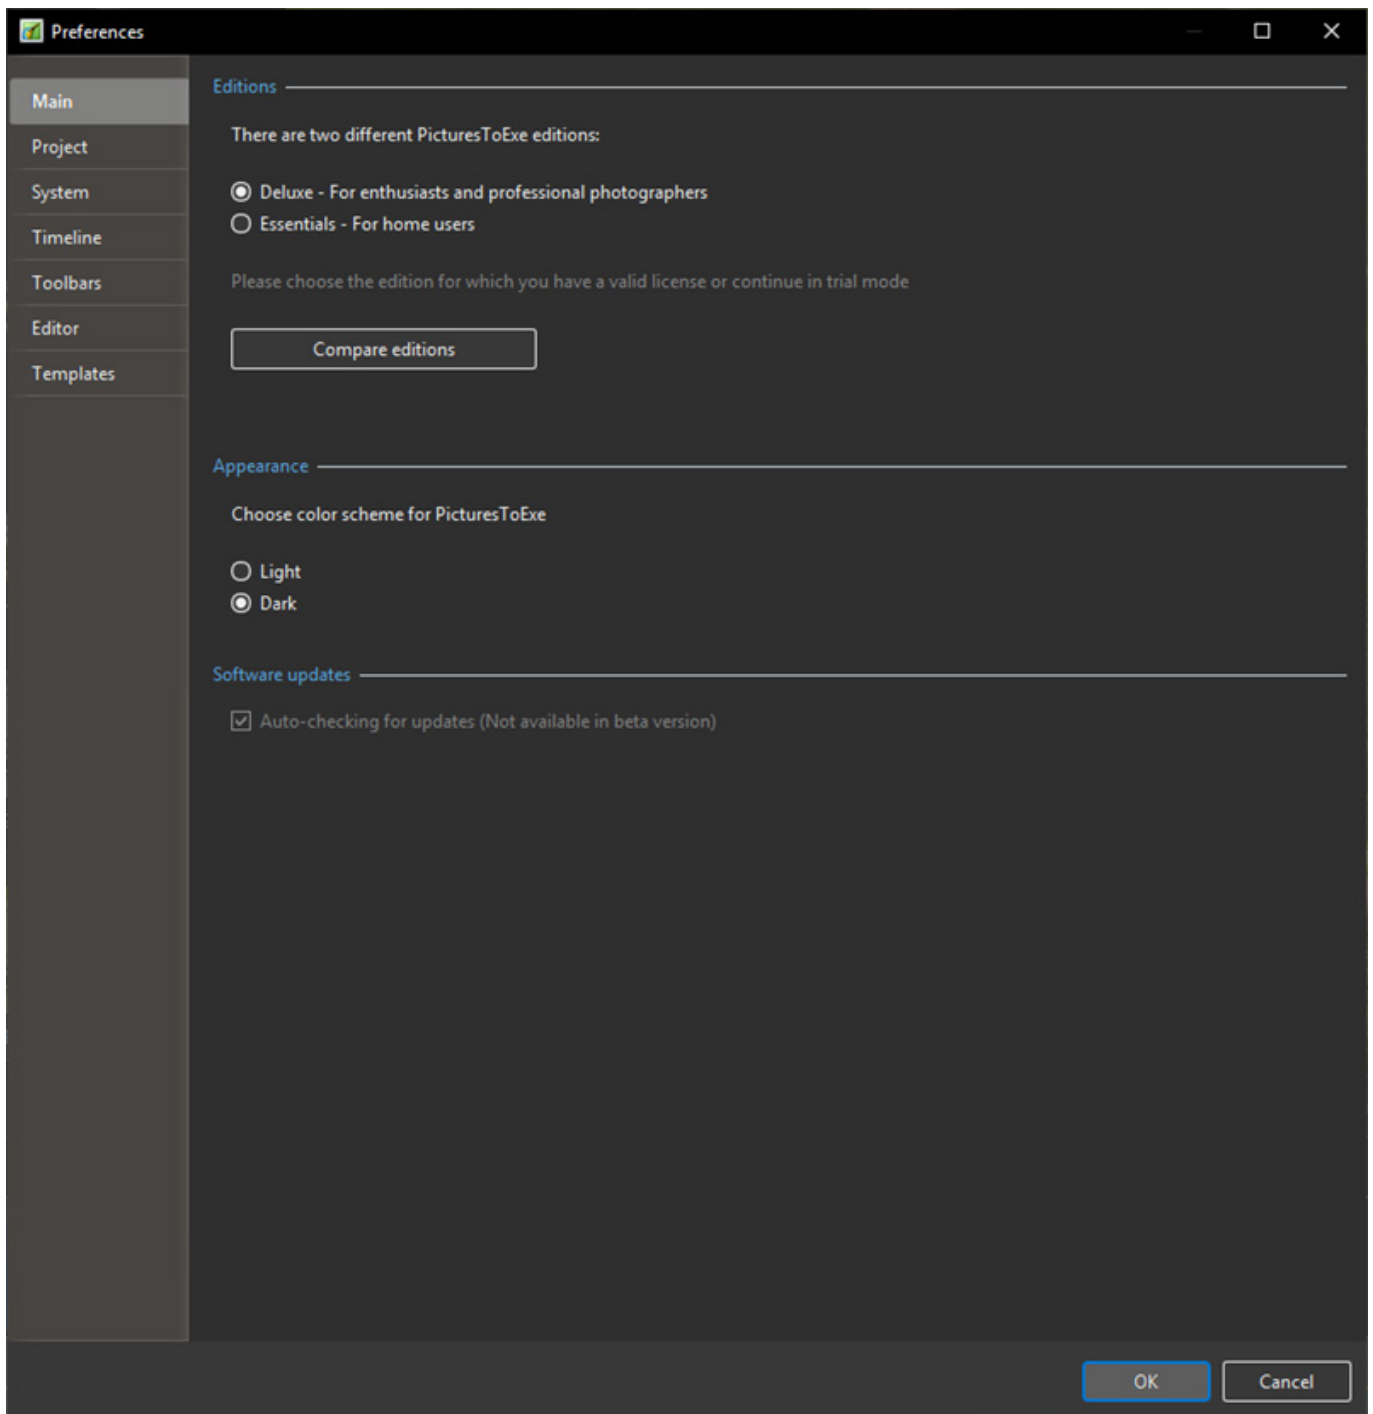 Preferences
Main
Project
System
Timeline
Toolbars
Editor
Templates
Editions
There are two different PicturesToExe editions:
Deluxe - For enthusiasts and professional photographers
Essentials - For home users
Please choose the edition for which you have a valid license or continue in trial mode
Compare editions
Appearance
Choose color scheme for PicturesToExe
Light
Dark
Software updates
Auto-checking for updates (Not available in beta version)
OK
Cancel